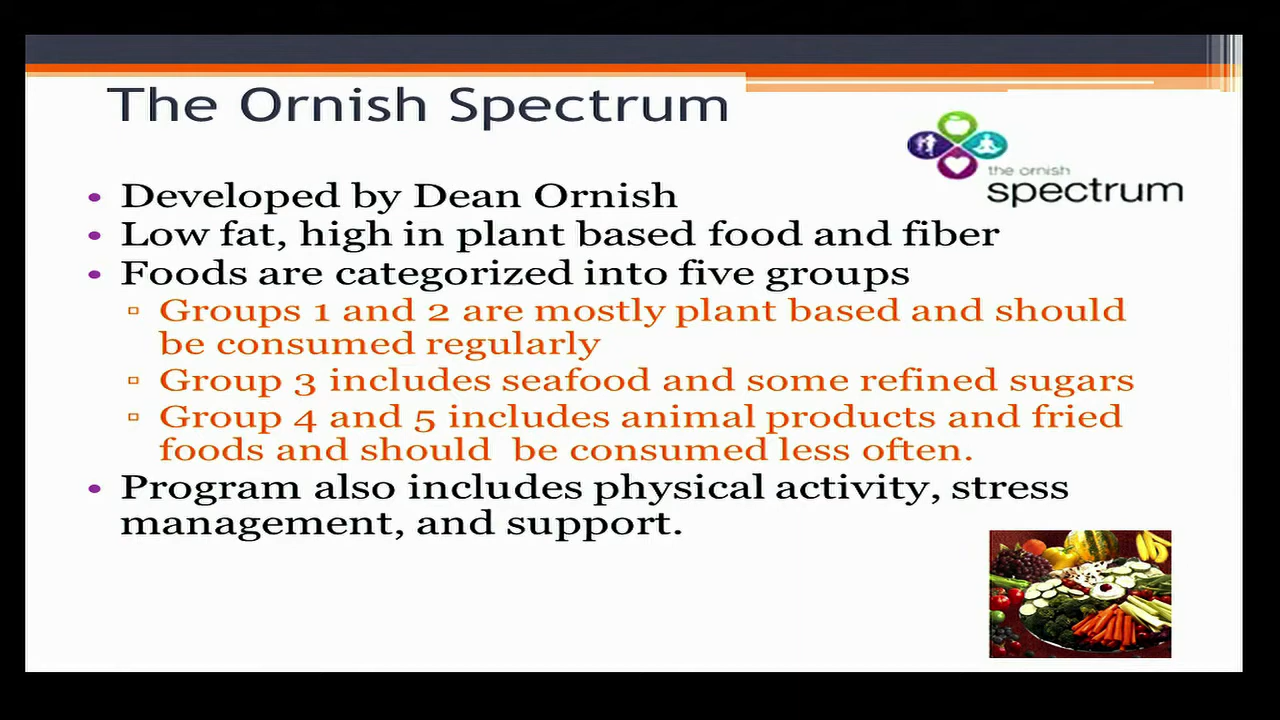 The Ornish Spectrum
the ornish
spectrum
• Developed by Dean Ornish
• Low fat, high in plant based food and fiber
• Foods are categorized into five groups
▫ Groups 1 and 2 are mostly plant based and should
be consumed regularly
▫ Group 3 includes seafood and some refined sugars
▫ Group 4 and 5 includes animal products and fried
foods and should  be consumed less often.
• Program also includes physical activity, stress
management, and support.